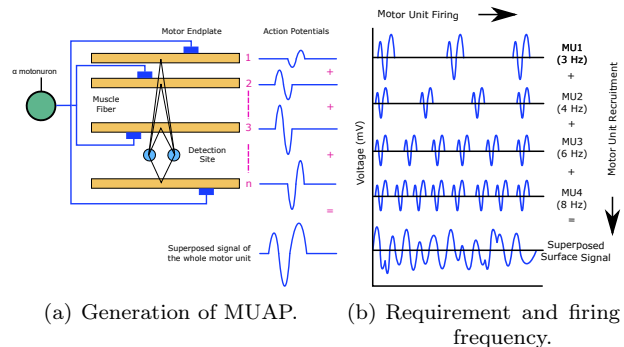 Motor Endplate
Action Potentials
α motonuron
Muscle
Fiber
Detection
Site
1
+
2
+
3
+
n
=
Superposed signal of
the whole motor unit
(a) Generation of MUAP.
Motor Unit Firing
Voltage (mV)
MU1
(3 Hz)
+
MU2
(4 Hz)
+
MU3
(6 Hz)
+
MU4
(8 Hz)
=
Superposed
Surface Signal
Motor Unit Recruitment
(b) Requirement and firing
frequency.